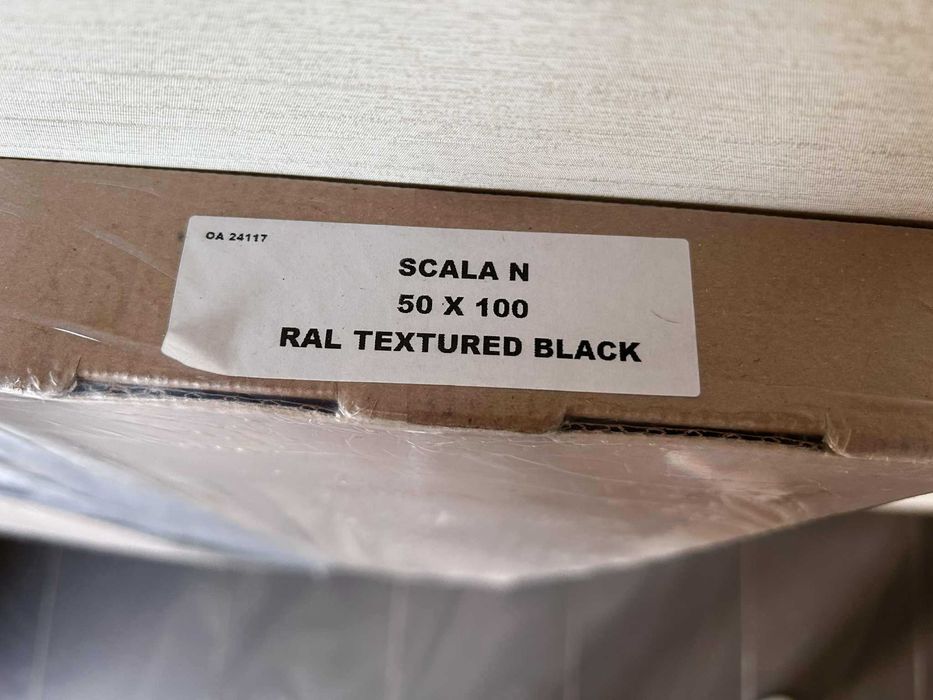 OA 24117
SCALA N
50 X 100
RAL TEXTURED BLACK